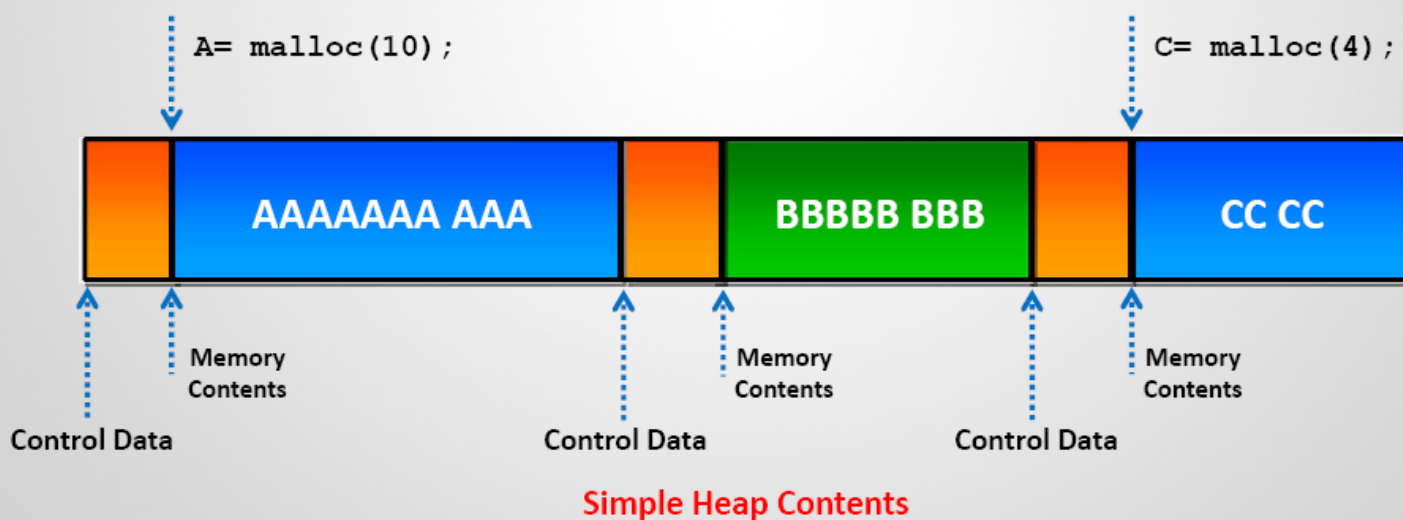 A= malloc(10);
C= malloc(4);
AAAAAAA AAA
BBBBB BBB
CC CC
Memory
Contents
Memory
Contents
Memory
Contents
Control Data
Control Data
Control Data
Simple Heap Contents